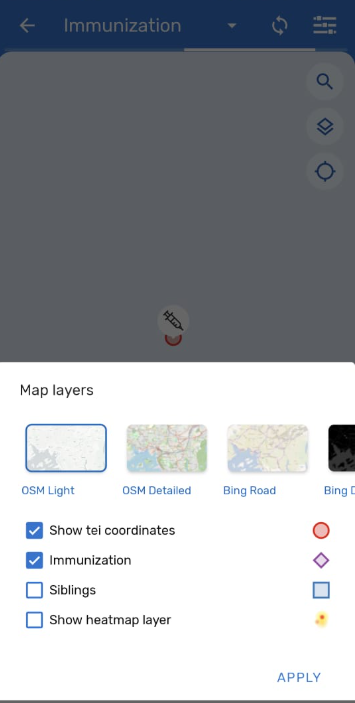 Immunization
Map layers
OSM Light
OSM Detailed
Bing Road
Bing D
Show tei coordinates
Immunization
Siblings
Show heatmap layer
APPLY